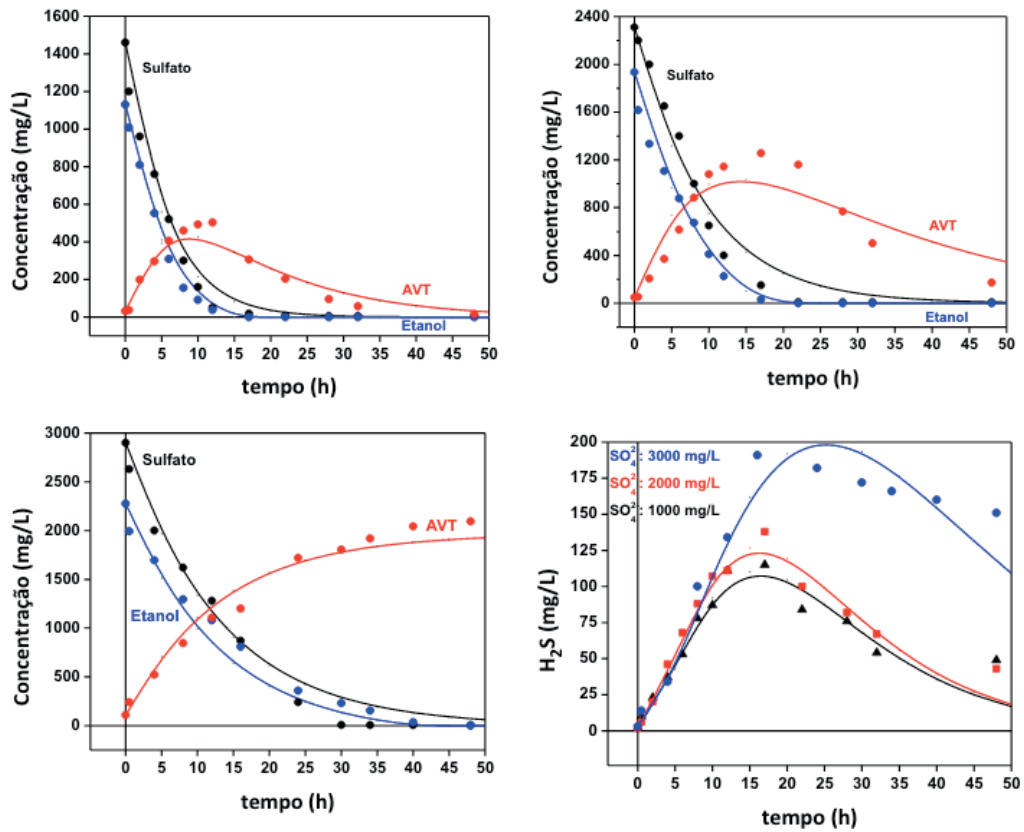 1600
1400
1200
1000
800
600
400
200
0
Concentração (mg/L)
Sulfato
AVT
Etanol
0 5 10 15 20 25 30 35 40 45 50
tempo (h)
2400
2000
1600
1200
800
400
0
Concentração (mg/L)
Sulfato
AVT
Etanol
0 5 10 15 20 25 30 35 40 45 50
tempo (h)
3000
2500
2000
1500
1000
500
0
Concentração (mg/L)
Sulfato
AVT
Etanol
0 5 10 15 20 25 30 35 40 45 50
tempo (h)
200
175
150
125
100
75
50
25
0
H₂S (mg/L)
SO₄²⁻: 3000 mg/L
SO₄²⁻: 2000 mg/L
SO₄²⁻: 1000 mg/L
0 5 10 15 20 25 30 35 40 45 50
tempo (h)